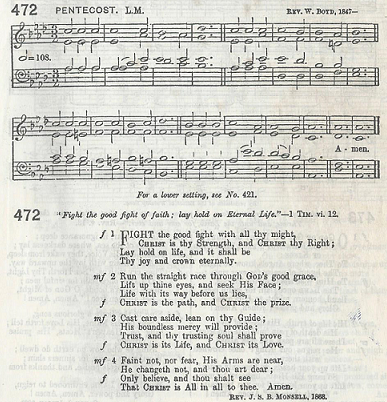 472 PENTECOST. L.M. REV. W. BOYD, 1847–
𝅗𝅥=108.
A - men.
For a lower setting, see No. 421.
472 "Fight the good fight of faith; lay hold on Eternal Life."—1 TIM. vi. 12.
f 1 FIGHT the good fight with all thy might,
CHRIST is thy Strength, and CHRIST thy Right;
Lay hold on life, and it shall be
Thy joy and crown eternally.
mf 2 Run the straight race through GOD's good grace,
Lift up thine eyes, and seek His Face;
Life with its way before us lies,
f CHRIST is the path, and CHRIST the prize.
mf 3 Cast care aside, lean on thy Guide;
His boundless mercy will provide;
Trust, and thy trusting soul shall prove
f CHRIST is its Life, and CHRIST its Love.
mf 4 Faint not, nor fear, His Arms are near,
He changeth not, and thou art dear;
f Only believe, and thou shalt see
That CHRIST is All in all to thee. Amen.
REV. J. S. B. MONSELL, 1863.